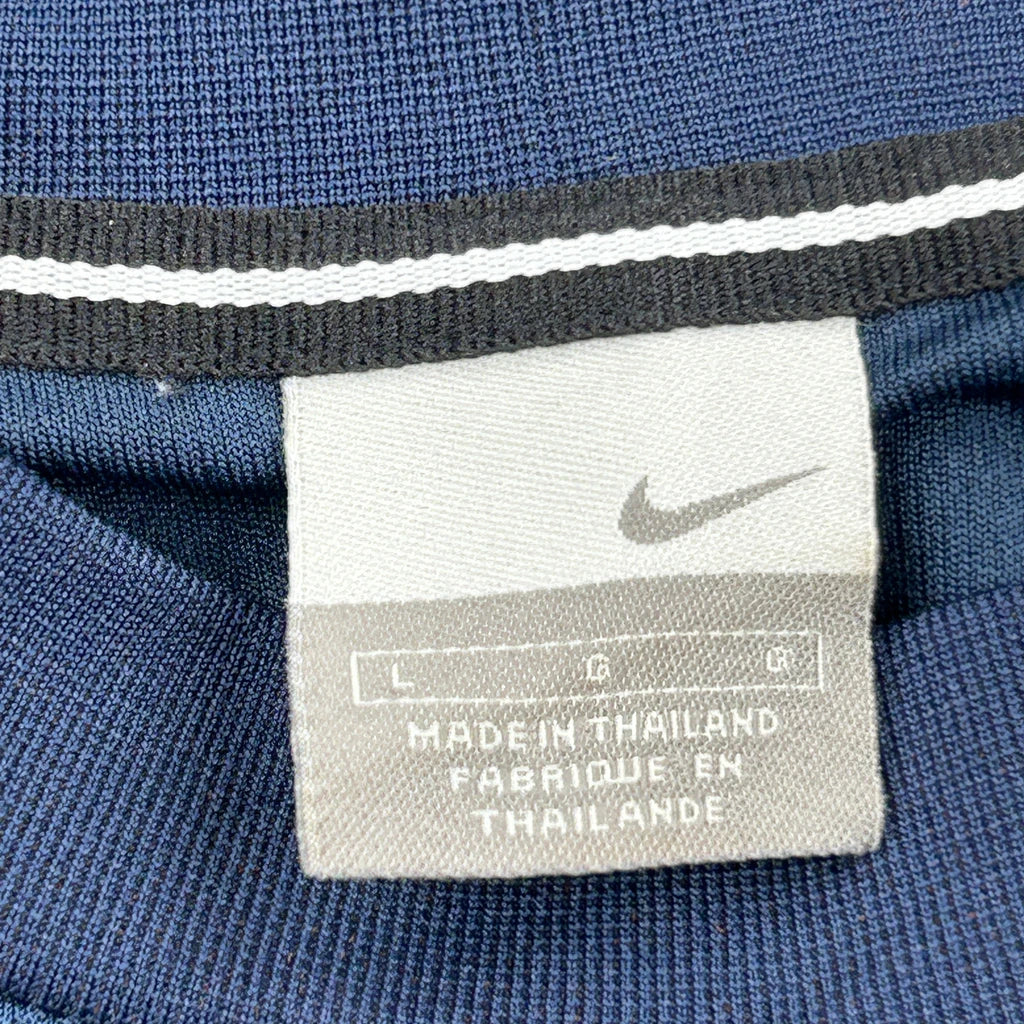 L G G
MADE IN THAILAND
FABRIQUE EN
THAILANDE